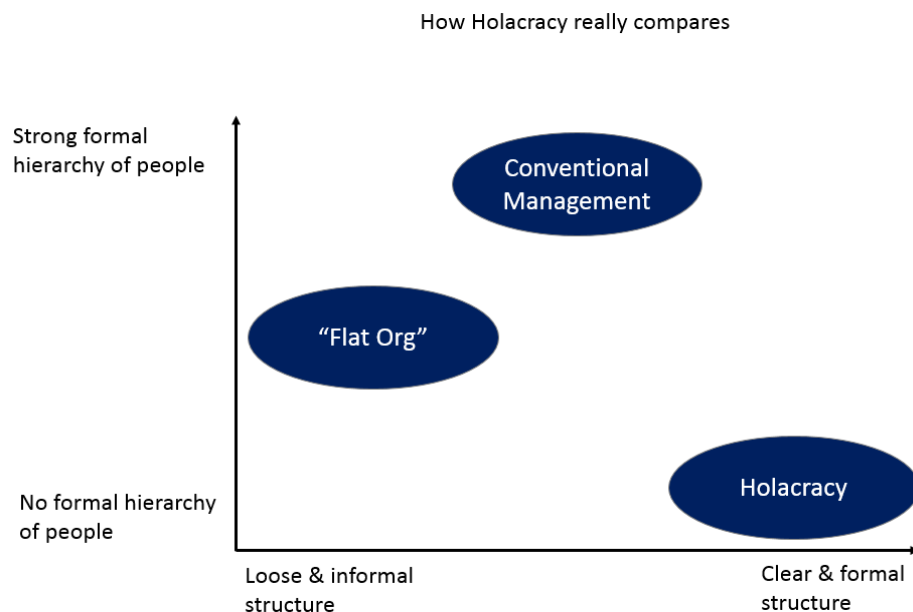 How Holacracy really compares
Strong formal
hierarchy of people
Conventional
Management
“Flat Org”
Holacracy
No formal hierarchy
of people
Loose & informal
structure
Clear & formal
structure